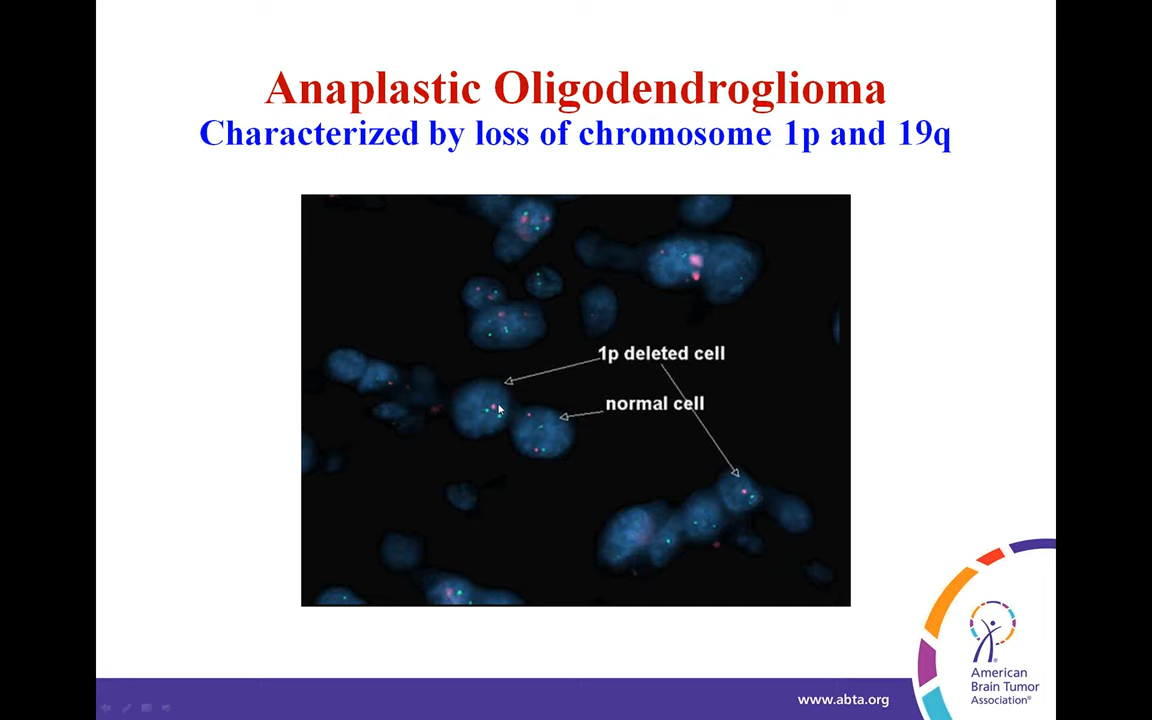 Anaplastic Oligodendroglioma
Characterized by loss of chromosome 1p and 19q
1p deleted cell
normal cell
American
Brain Tumor
Association®
www.abta.org